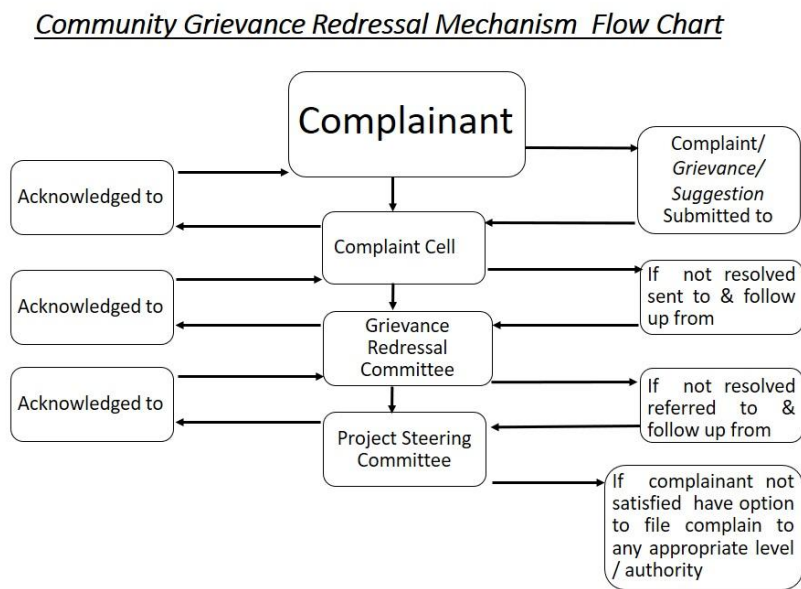 Community Grievance Redressal Mechanism Flow Chart
Complainant
Complaint/
Grievance/
Suggestion
Submitted to
Acknowledged to
Complaint Cell
If not resolved
sent to & follow
up from
Acknowledged to
Grievance
Redressal
Committee
If not resolved
referred to &
follow up from
Acknowledged to
Project Steering
Committee
If complainant not
satisfied have option
to file complain to
any appropriate level
/ authority